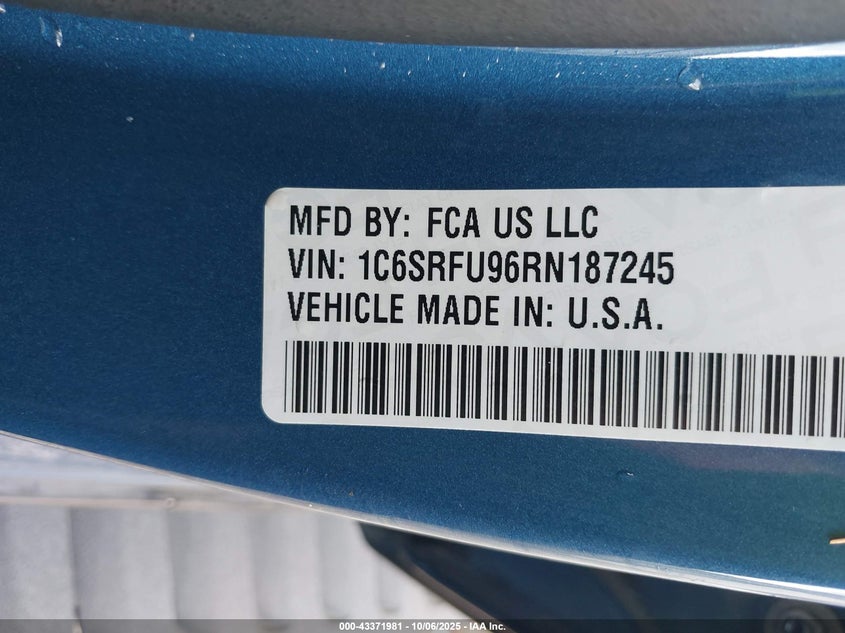 MFD BY: FCA US LLC
VIN: 1C6SRFU96RN187245
VEHICLE MADE IN: U.S.A.
000-43371981 - 10/06/2025 - IAA Inc.